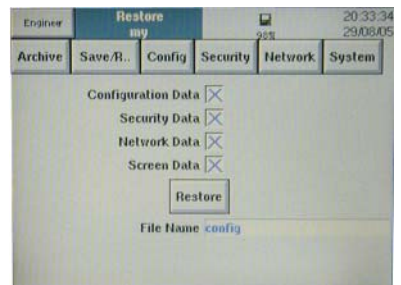 Engineer Restore 20:33:34
my 98% 29/08/05
Archive Save/R.. Config Security Network System
Configuration Data
Security Data
Network Data
Screen Data
Restore
File Name config